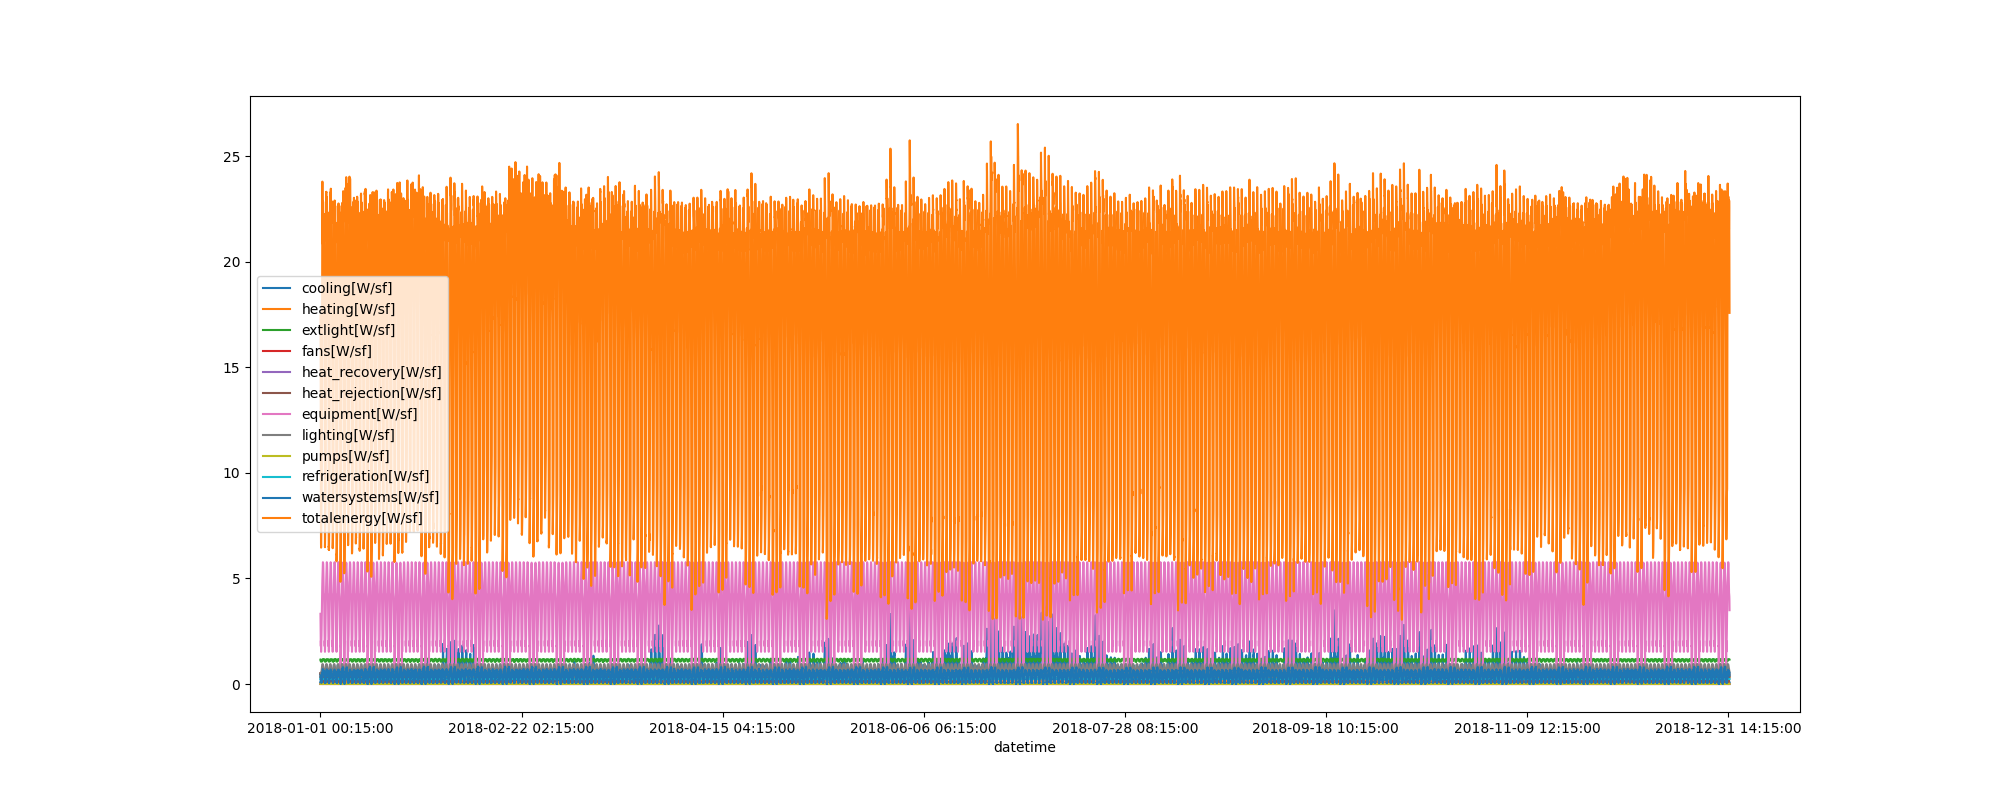 25
20
15
10
5
0
cooling[W/sf]
heating[W/sf]
extlight[W/sf]
fans[W/sf]
heat_recovery[W/sf]
heat_rejection[W/sf]
equipment[W/sf]
lighting[W/sf]
pumps[W/sf]
refrigeration[W/sf]
watersystems[W/sf]
totalenergy[W/sf]
2018-01-01 00:15:00 2018-02-22 02:15:00 2018-04-15 04:15:00 2018-06-06 06:15:00 2018-07-28 08:15:00 2018-09-18 10:15:00 2018-11-09 12:15:00 2018-12-31 14:15:00
datetime